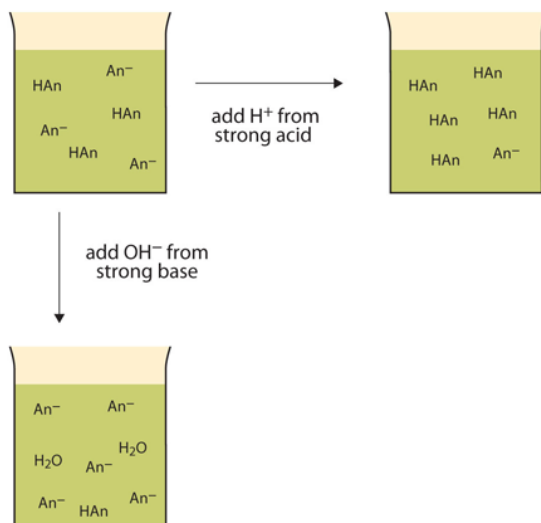 An⁻
HAn
HAn
An⁻
HAn
An⁻
add H⁺ from
strong acid
HAn
HAn
HAn
HAn
HAn
An⁻
add OH⁻ from
strong base
An⁻
An⁻
H₂O
H₂O
An⁻
An⁻
An⁻
HAn